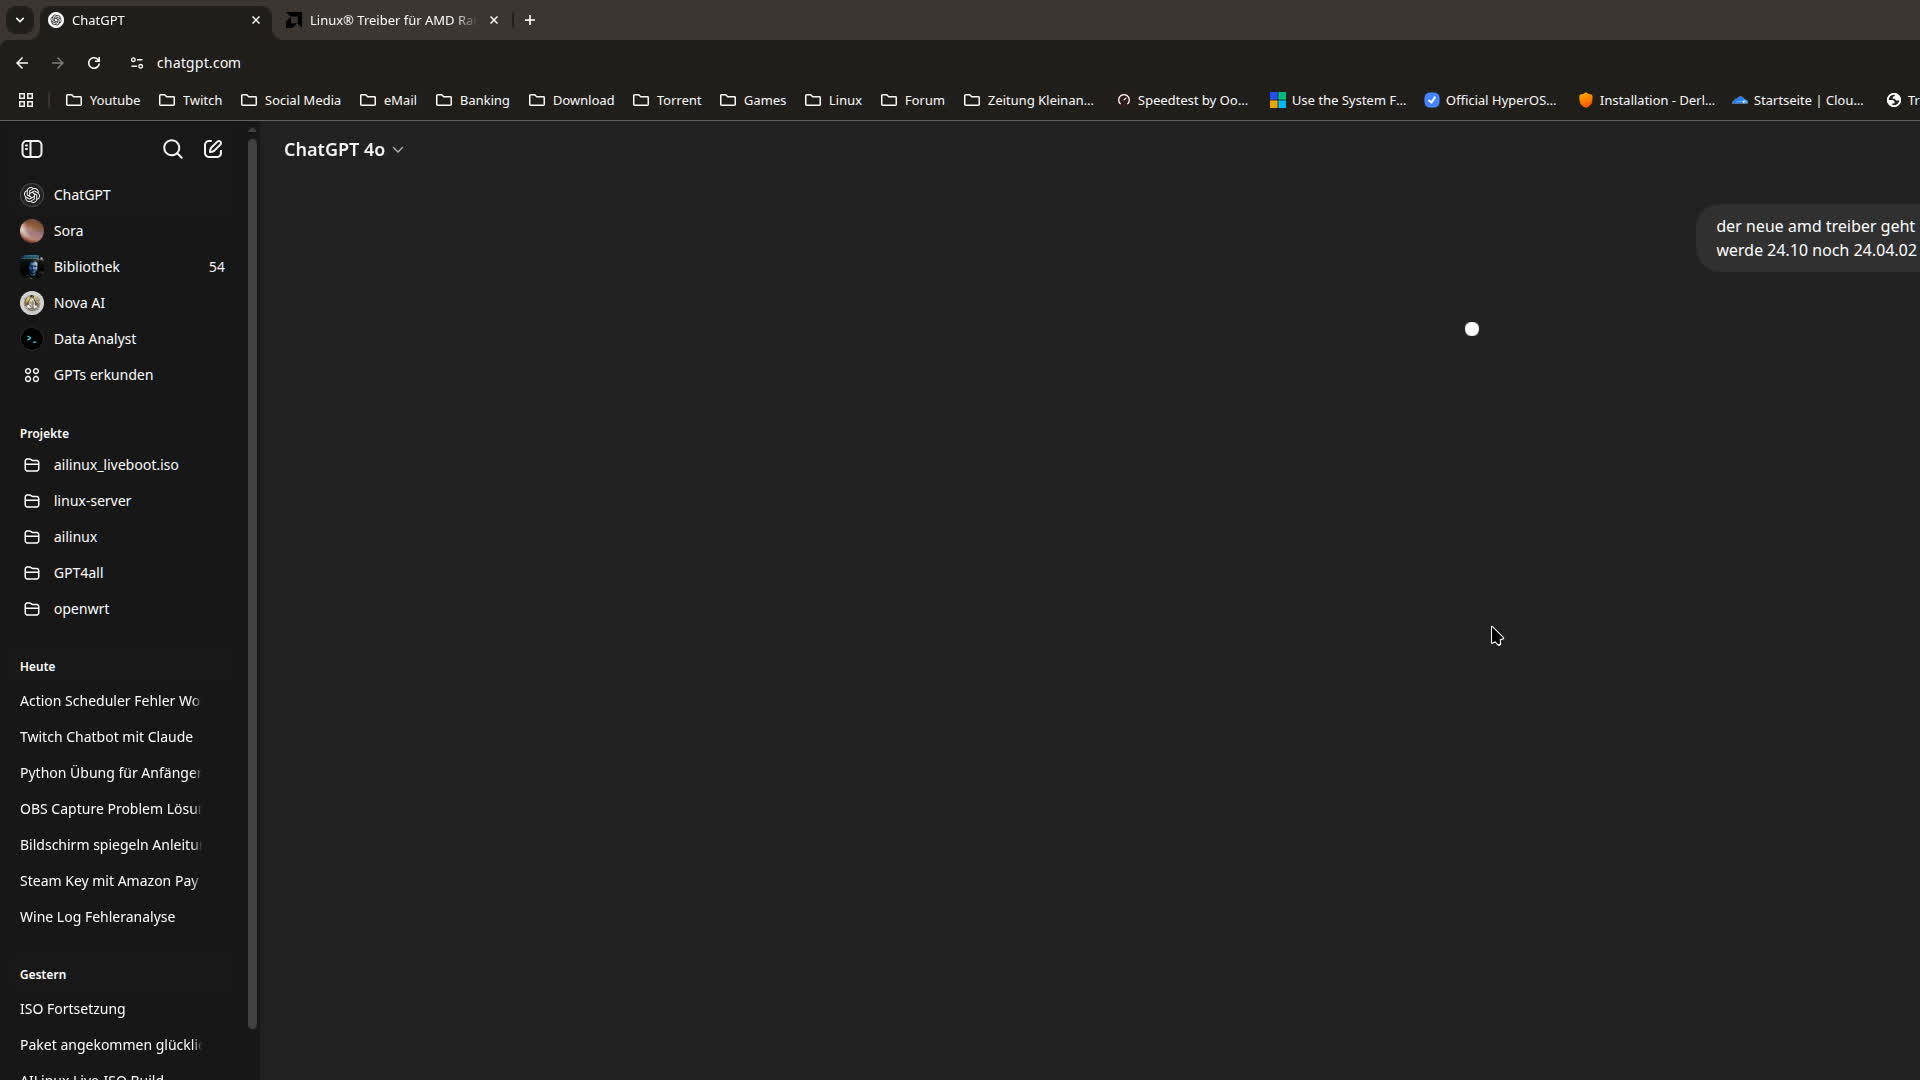 ChatGPT
Linux® Treiber für AMD Ra
chatgpt.com
Youtube
Twitch
Social Media
eMail
Banking
Download
Torrent
Games
Linux
Forum
Zeitung Kleinan...
Speedtest by Oo...
Use the System F...
Official HyperOS...
Installation - Derl...
Startseite | Clou...
Tr
ChatGPT 4o
ChatGPT
Sora
Bibliothek 54
Nova AI
Data Analyst
GPTs erkunden
Projekte
ailinux_liveboot.iso
linux-server
ailinux
GPT4all
openwrt
Heute
Action Scheduler Fehler Wo
Twitch Chatbot mit Claude
Python Übung für Anfänger
OBS Capture Problem Lösu
Bildschirm spiegeln Anleitu
Steam Key mit Amazon Pay
Wine Log Fehleranalyse
Gestern
ISO Fortsetzung
Paket angekommen glückli
AILinux Live ISO Build
der neue amd treiber geht
werde 24.10 noch 24.04.02